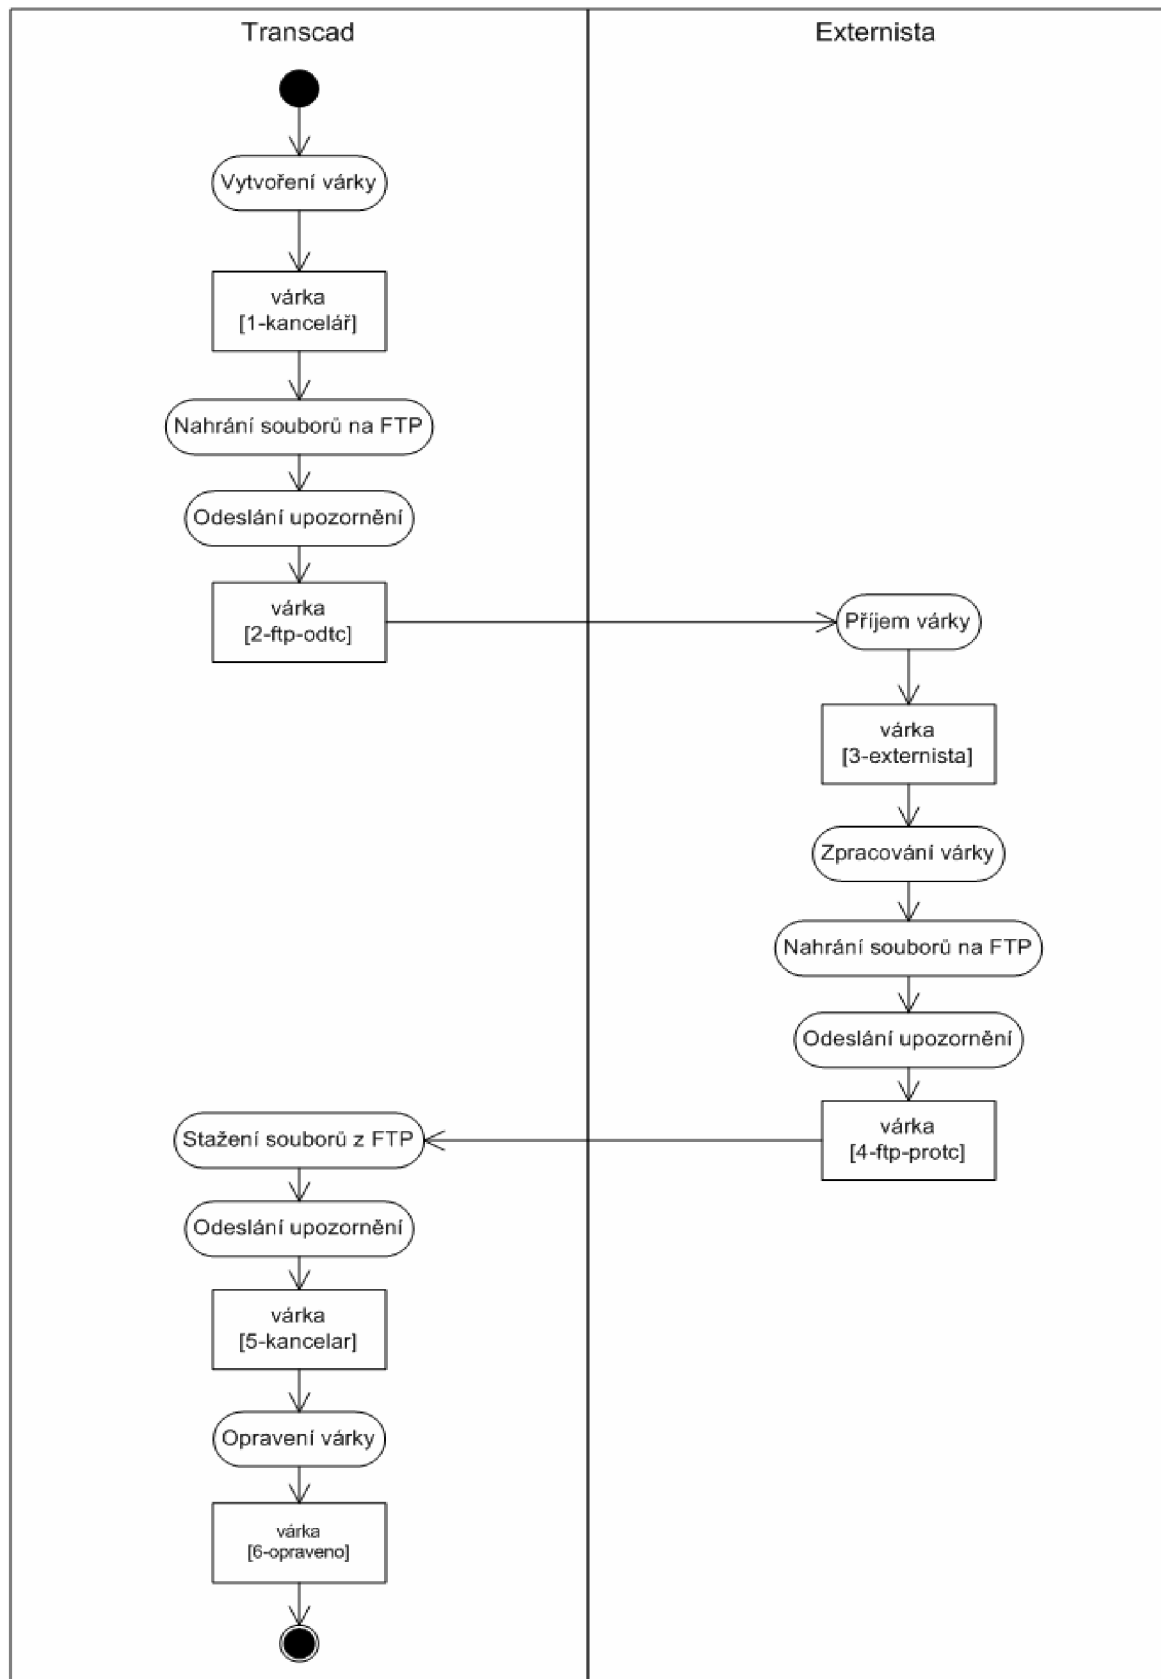 Transcad
Externista
Vytvoření várky
várka
[1-kancelář]
Nahrání souborů na FTP
Odeslání upozornění
várka
[2-ftp-odtc]
Příjem várky
várka
[3-externista]
Zpracování várky
Nahrání souborů na FTP
Odeslání upozornění
várka
[4-ftp-protc]
Stažení souborů z FTP
Odeslání upozornění
várka
[5-kancelar]
Opravení várky
várka
[6-opraveno]